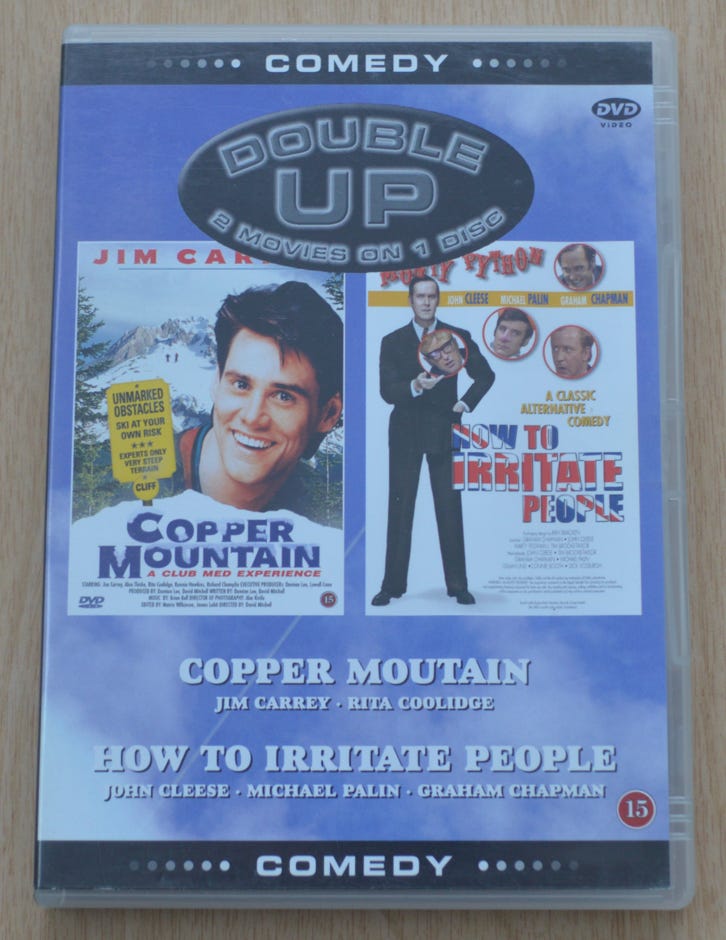 COMEDY
DVD
VIDEO
DOUBLE
UP
2 MOVIES ON 1 DISC
JIM CAR
UNMARKED
OBSTACLES
SKI AT YOUR
OWN RISK
★★★
EXPERTS ONLY
VERY STEEP
TERRAIN
CLIFF
COPPER
MOUNTAIN
A CLUB MED EXPERIENCE
DVD
15
MONTY PYTHON
JOHN CLEESE MICHAEL PALIN GRAHAM CHAPMAN
A CLASSIC
ALTERNATIVE
COMEDY
HOW TO
IRRITATE
PEOPLE
COPPER MOUTAIN
JIM CARREY · RITA COOLIDGE
HOW TO IRRITATE PEOPLE
JOHN CLEESE · MICHAEL PALIN · GRAHAM CHAPMAN
15
COMEDY